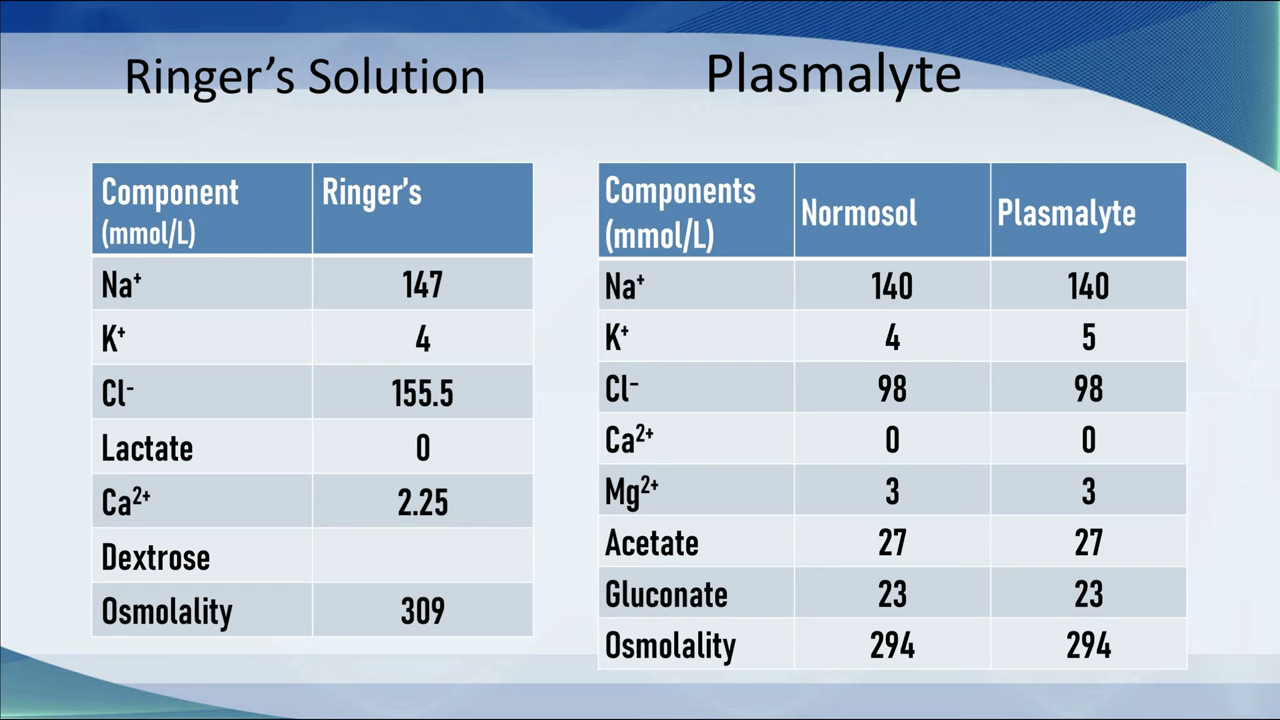 Ringer’s Solution
Component
(mmol/L)
Ringer’s
Na⁺ 147
K⁺ 4
Cl⁻ 155.5
Lactate 0
Ca²⁺ 2.25
Dextrose
Osmolality 309
Plasmalyte
Components
(mmol/L)
Normosol Plasmalyte
Na⁺ 140 140
K⁺ 4 5
Cl⁻ 98 98
Ca²⁺ 0 0
Mg²⁺ 3 3
Acetate 27 27
Gluconate 23 23
Osmolality 294 294